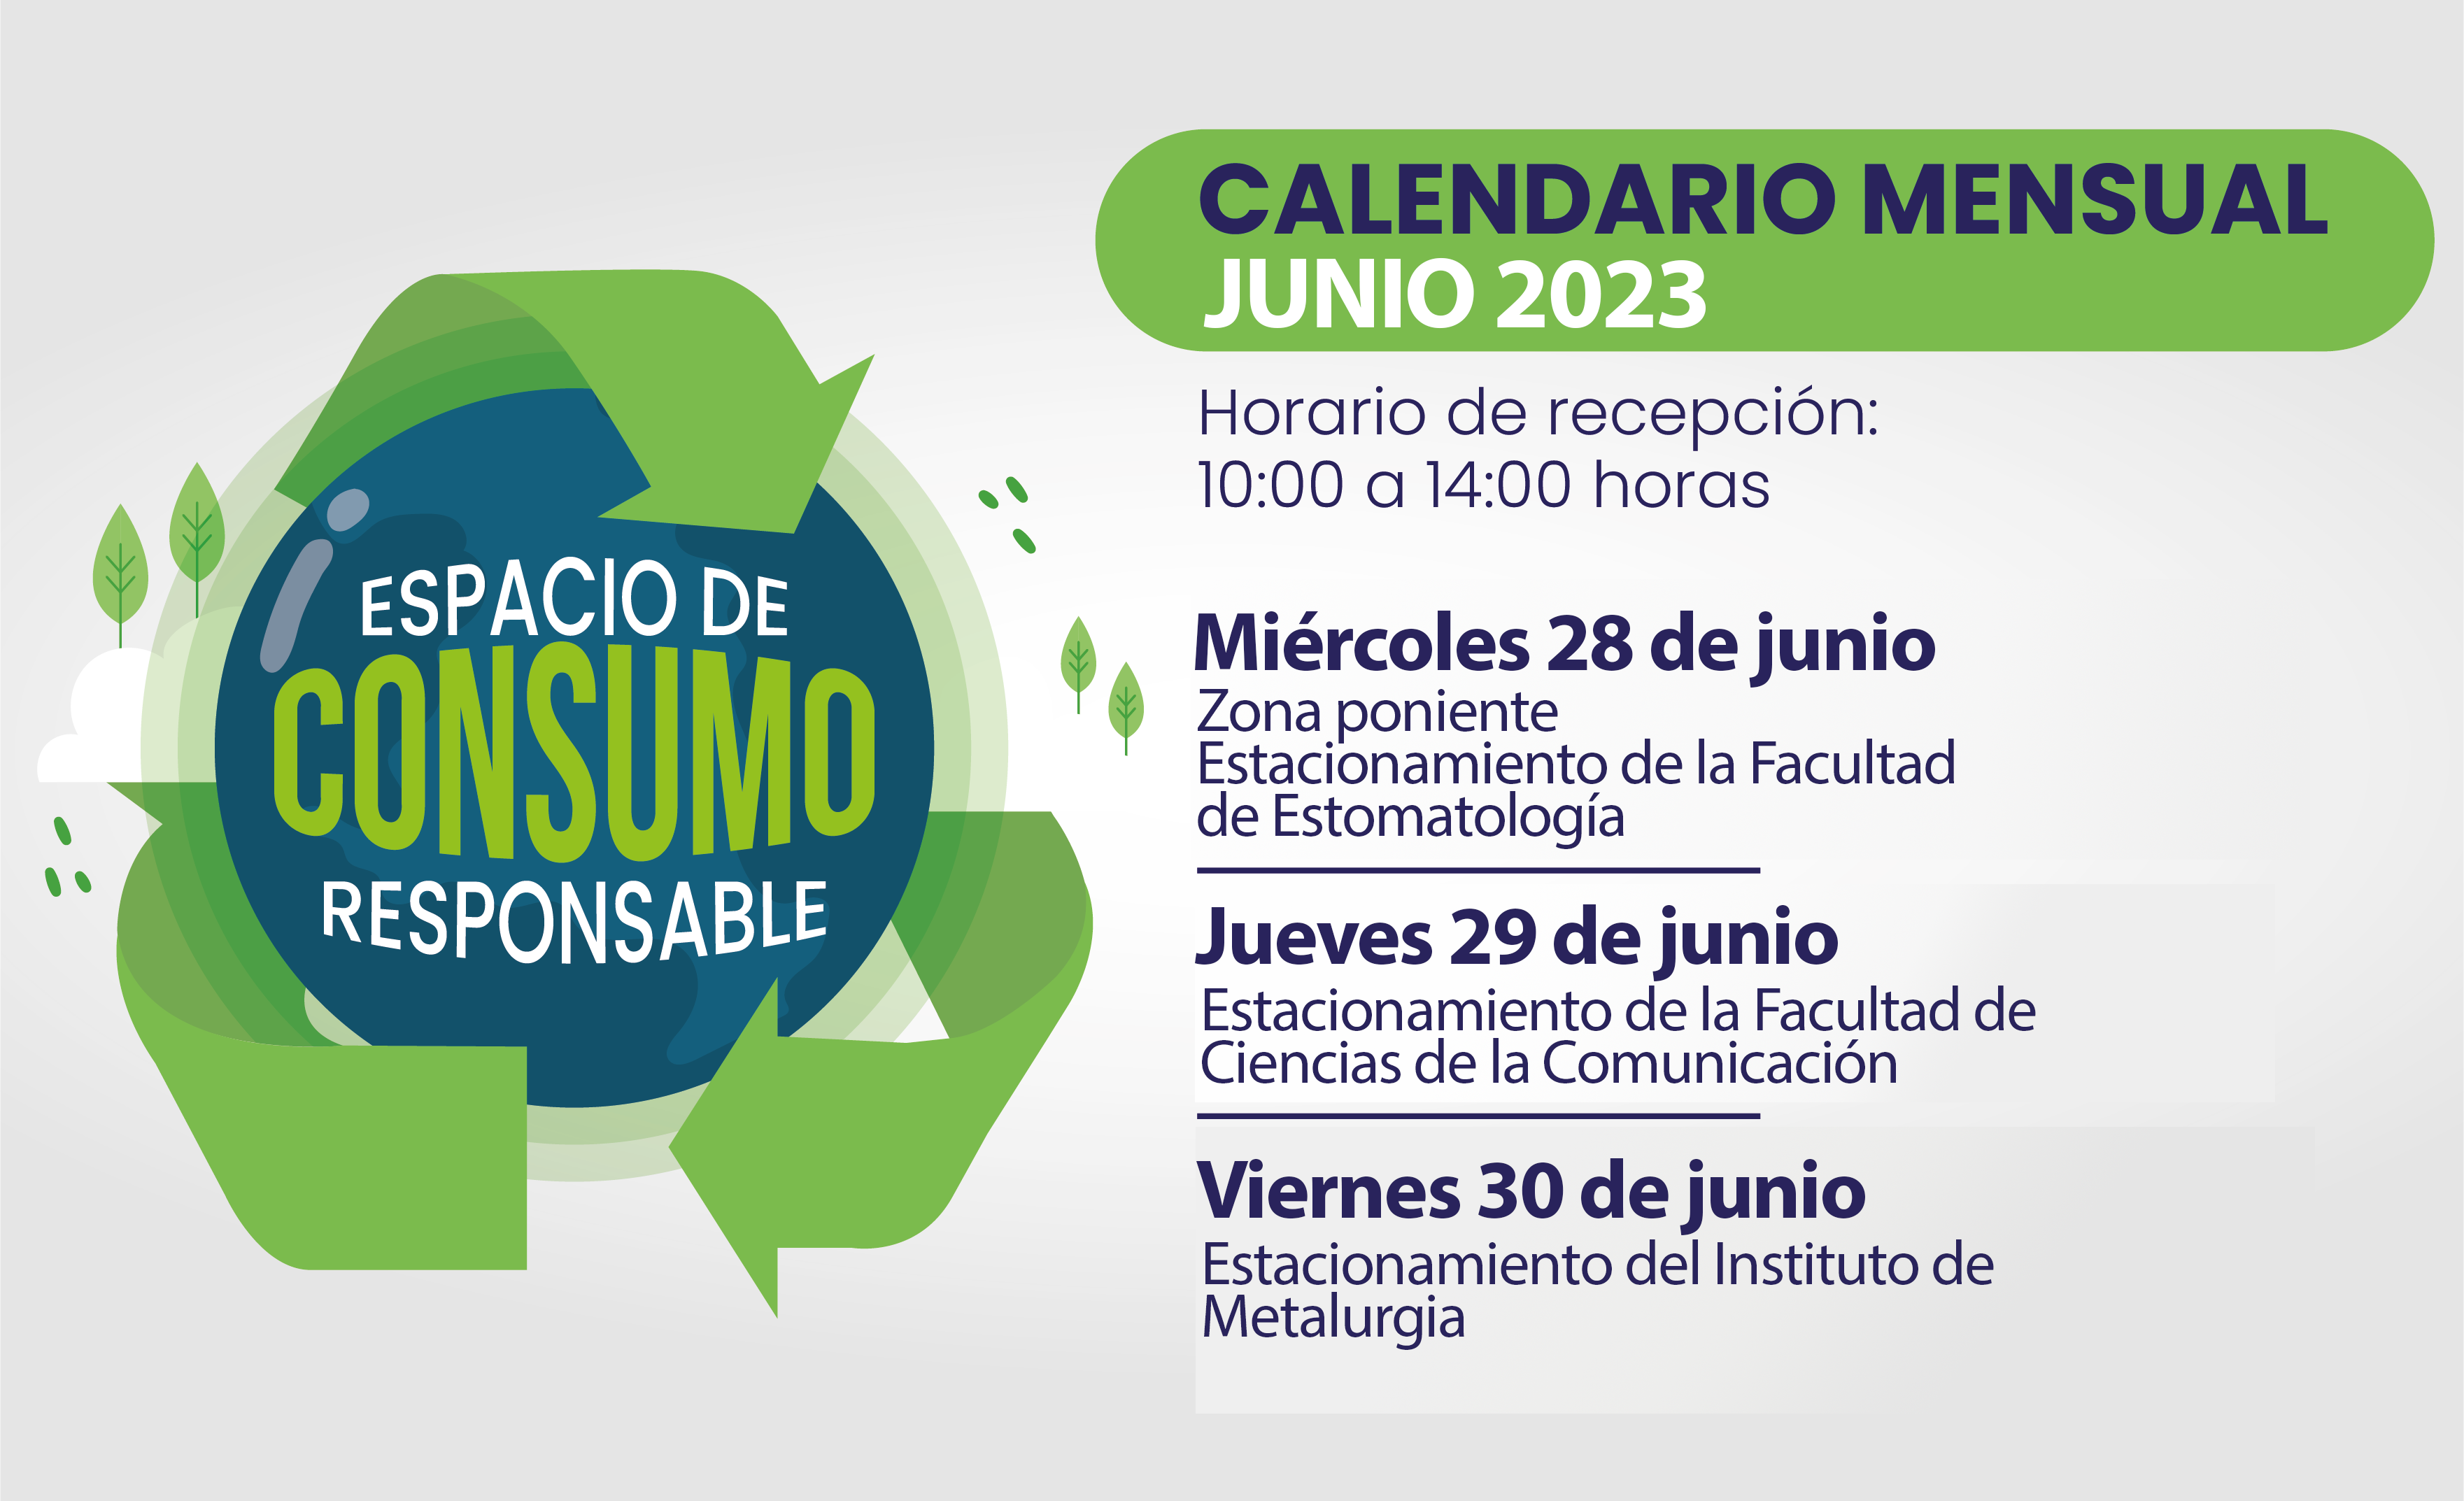 ESPACIO DE
CONSUMO
RESPONSABLE
CALENDARIO MENSUAL
JUNIO 2023
Horario de recepción:
10:00 a 14:00 horas
Miércoles 28 de junio
Zona poniente
Estacionamiento de la Facultad
de Estomatología
Jueves 29 de junio
Estacionamiento de la Facultad de
Ciencias de la Comunicación
Viernes 30 de junio
Estacionamiento del Instituto de
Metalurgia